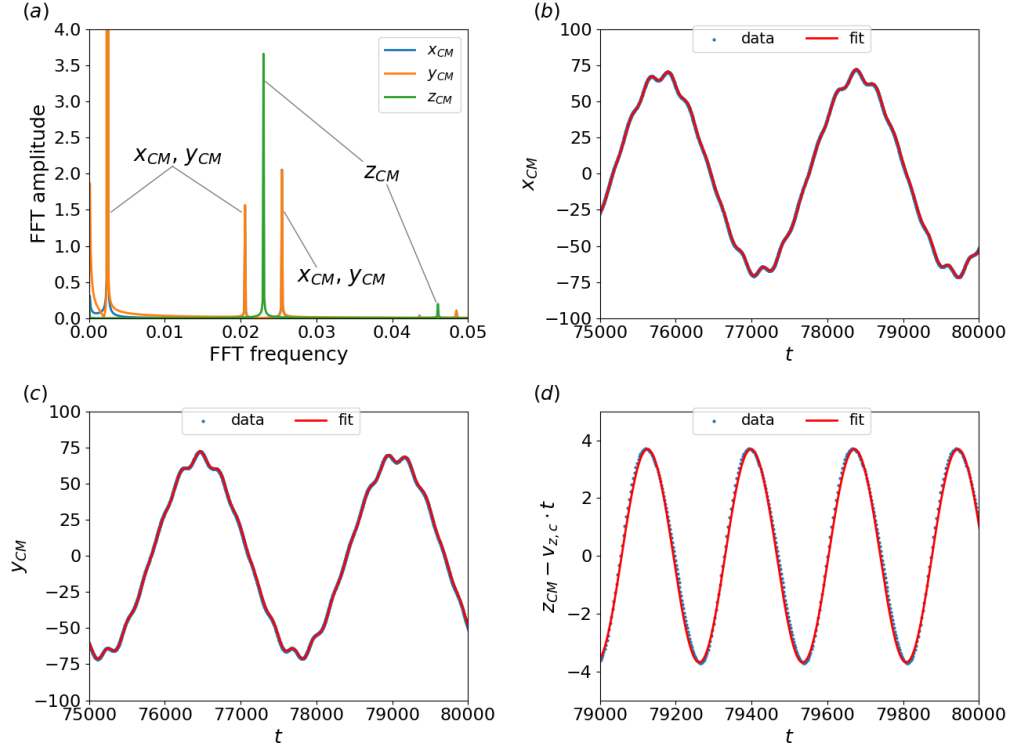 (a)
FFT amplitude
4.0
3.5
3.0
2.5
2.0
1.5
1.0
0.5
0.0
x_CM
y_CM
z_CM
x_CM, y_CM
z_CM
x_CM, y_CM
0.00 0.01 0.02 0.03 0.04 0.05
FFT frequency
(b)
data fit
x_CM
100
75
50
25
0
−25
−50
−75
−100
75000 76000 77000 78000 79000 80000
t
(c)
data fit
y_CM
100
75
50
25
0
−25
−50
−75
−100
75000 76000 77000 78000 79000 80000
t
(d)
data fit
z_CM − v_z,c · t
4
2
0
−2
−4
79000 79200 79400 79600 79800 80000
t